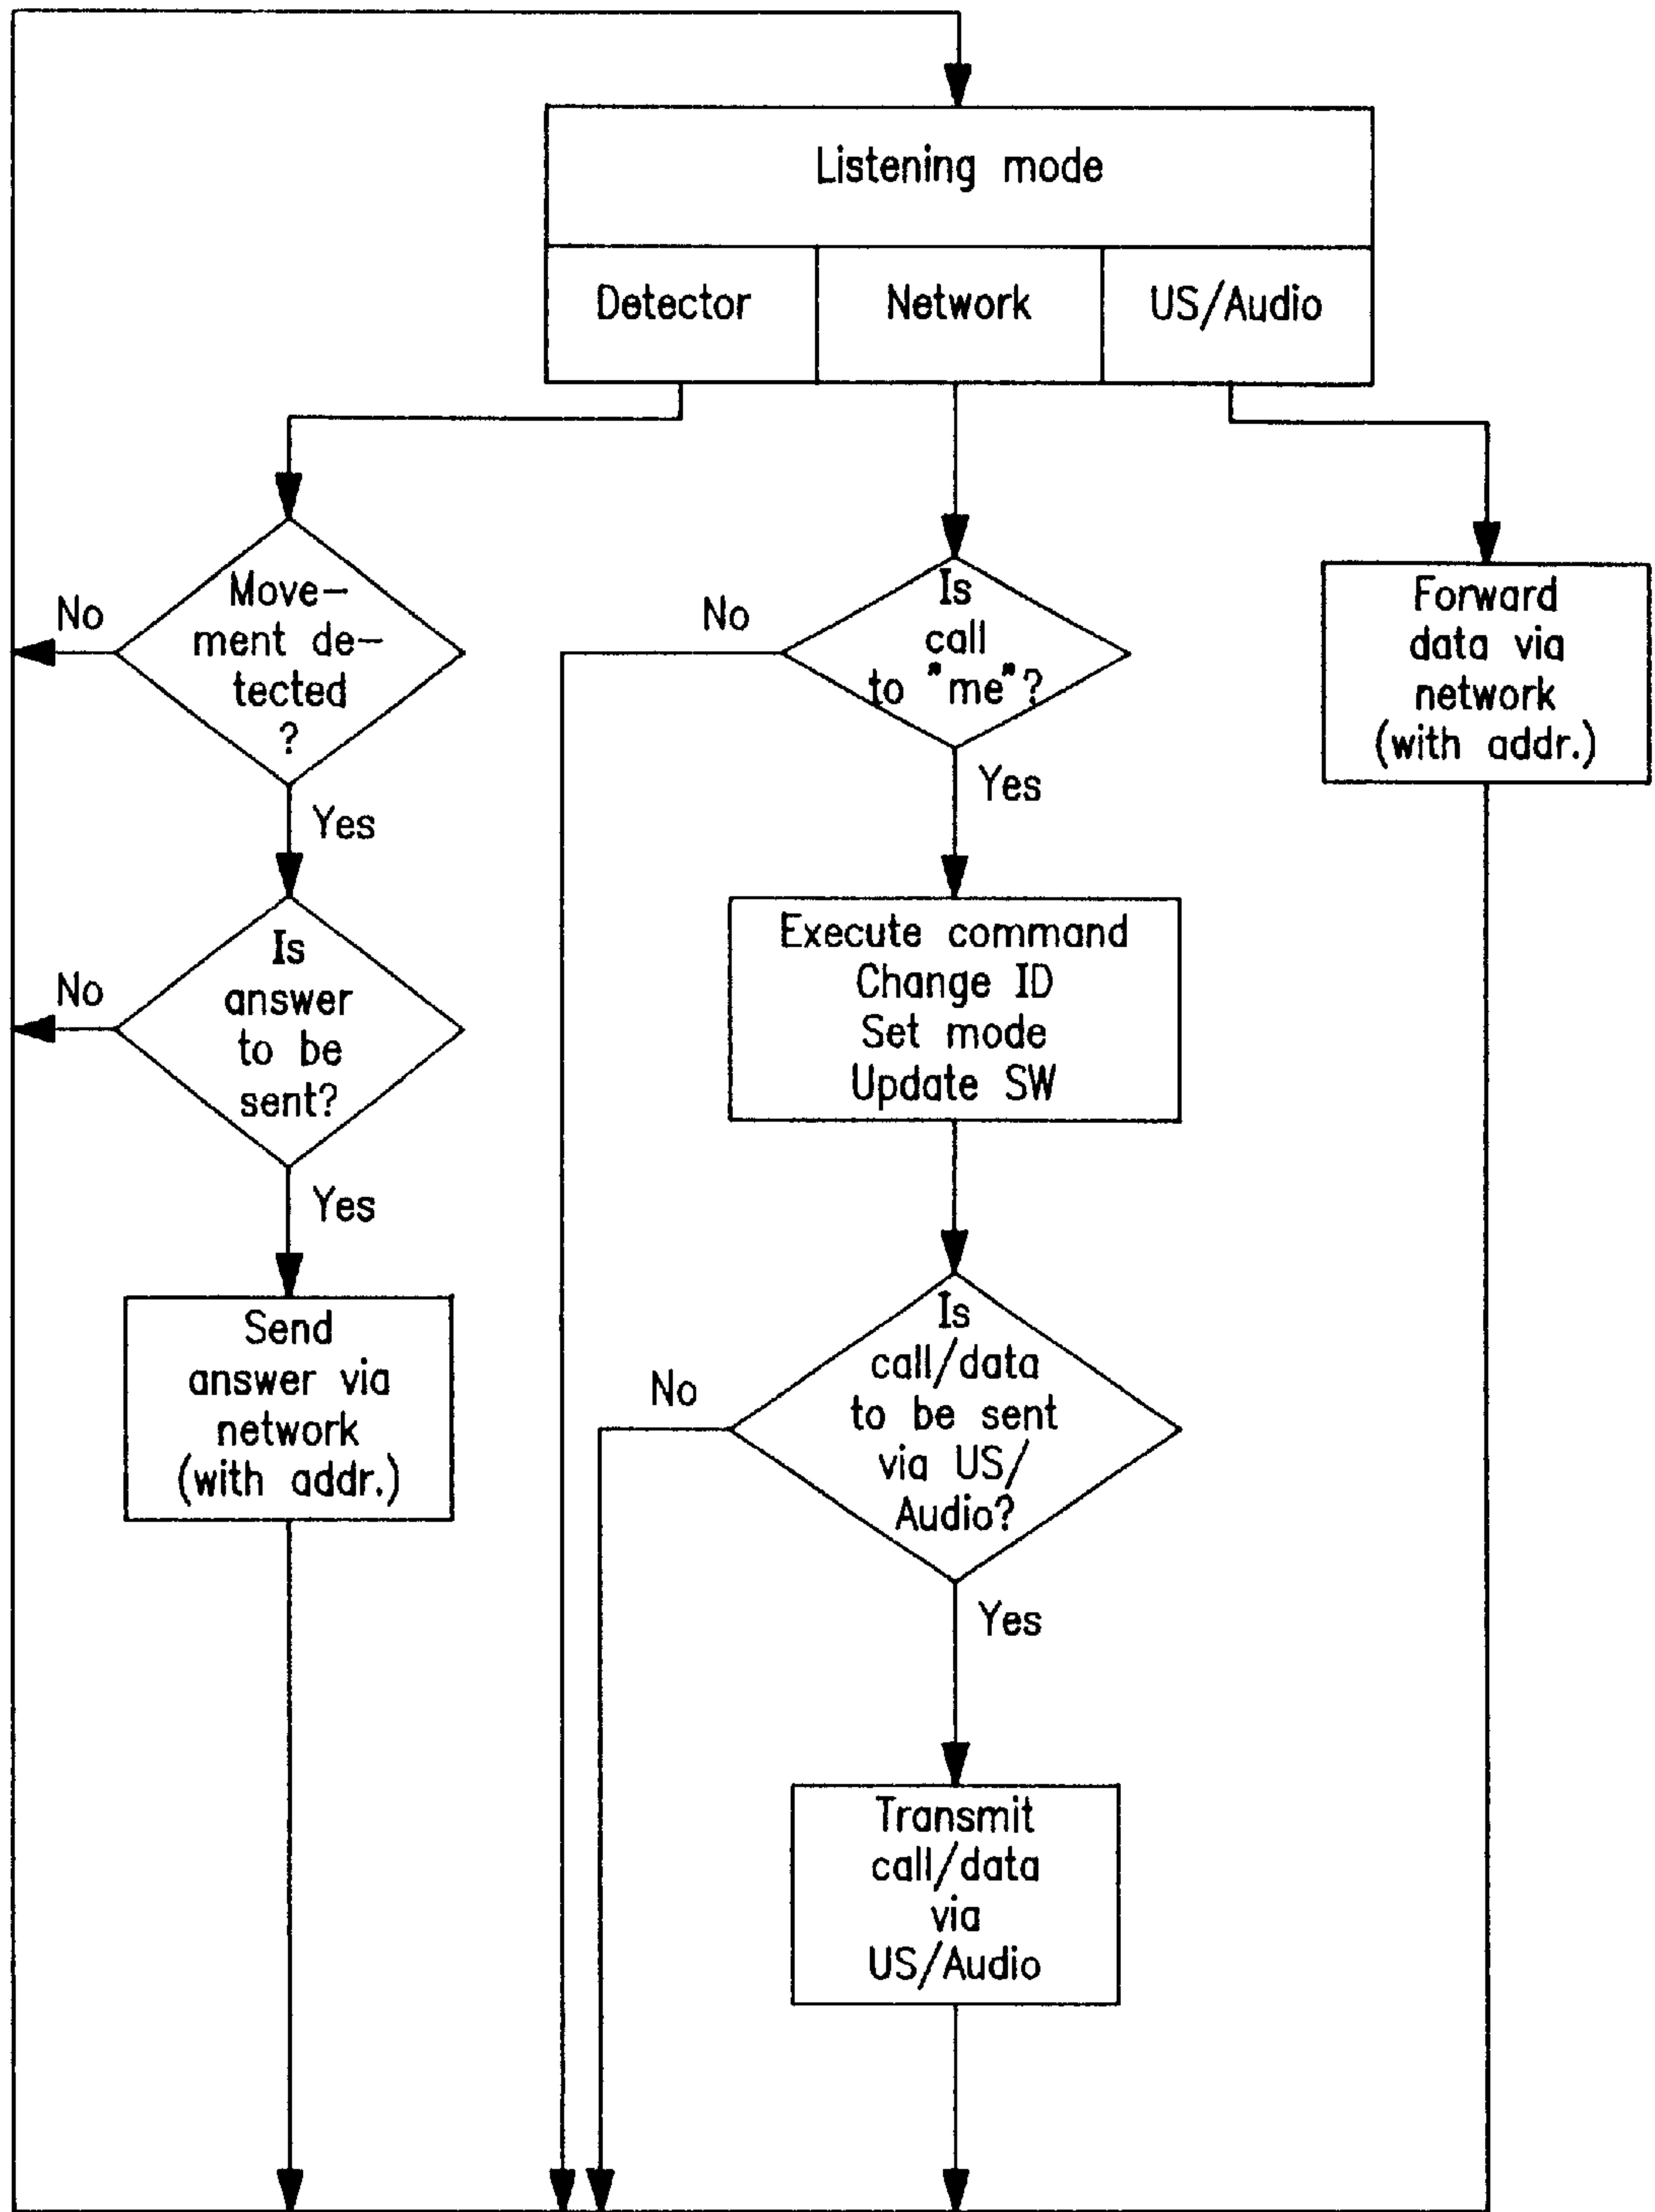 Listening mode
Detector
Network
US/Audio
No
Move-
ment de-
tected
?
Yes
No
Is
answer
to be
sent?
Yes
Send
answer via
network
(with addr.)
No
Is
call
to "me"?
Yes
Execute command
Change ID
Set mode
Update SW
No
Is
call/data
to be sent
via US/
Audio?
Yes
Transmit
call/data
via
US/Audio
Forward
data via
network
(with addr.)